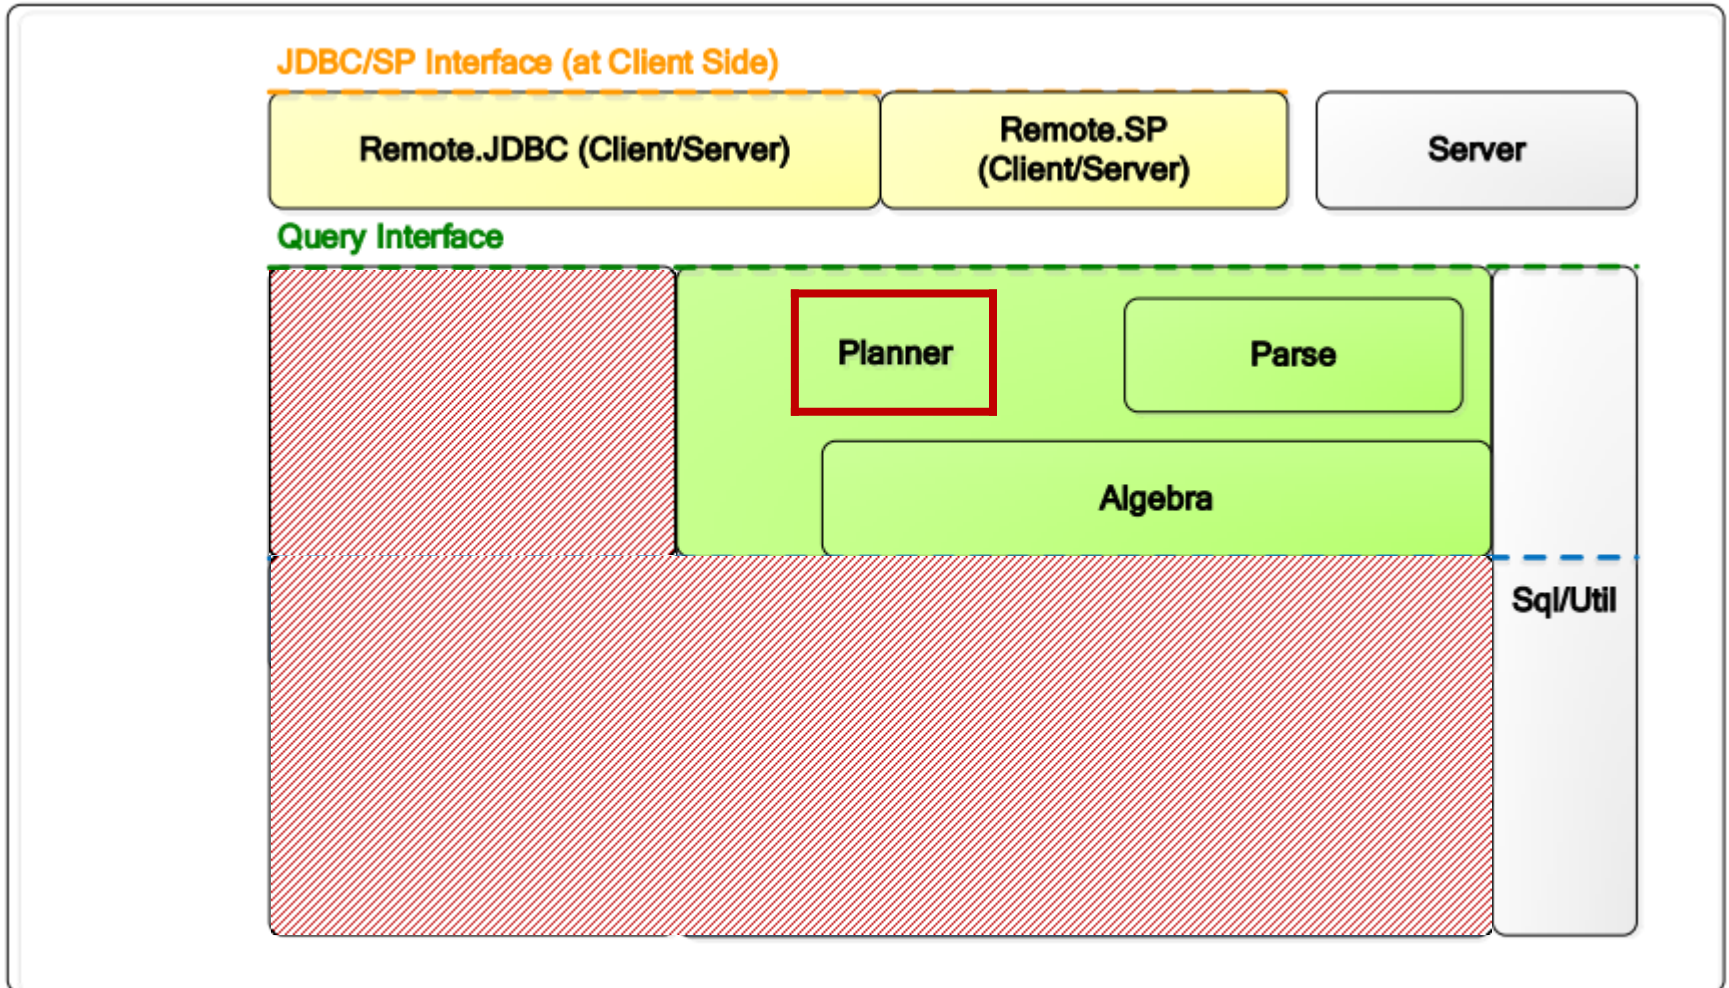 JDBC/SP Interface (at Client Side)
Remote.JDBC (Client/Server)
Remote.SP
(Client/Server)
Server
Query Interface
Planner
Parse
Algebra
Sql/Util